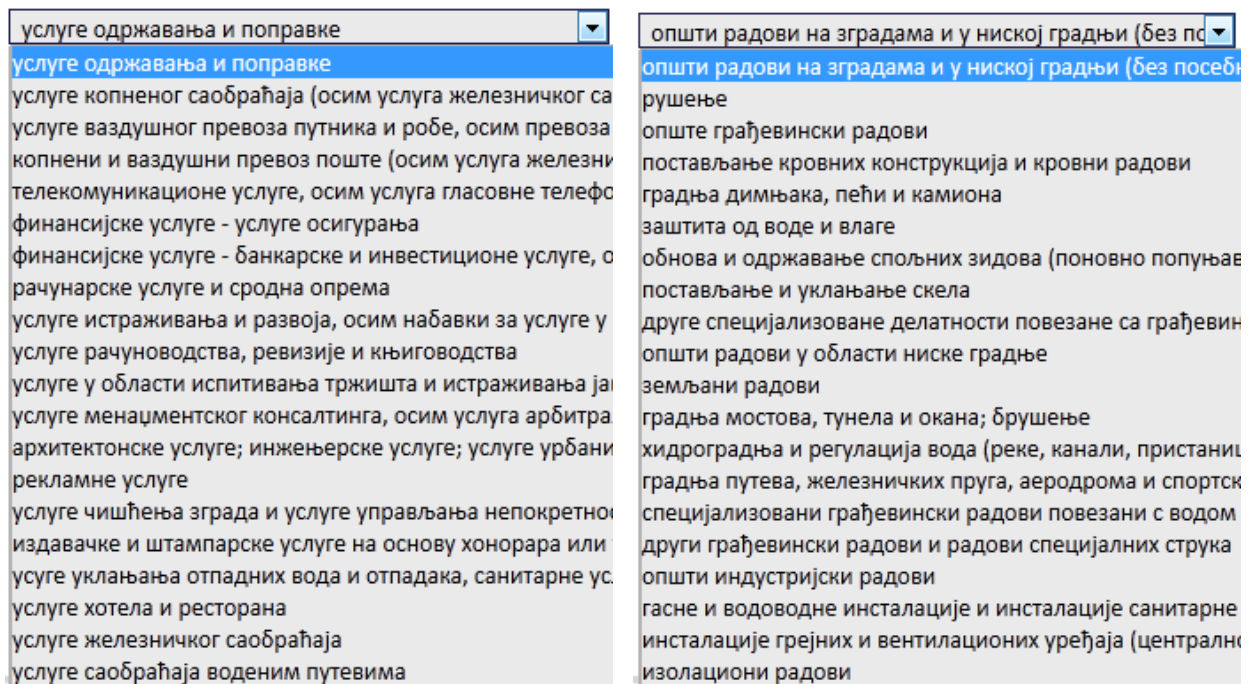 услуге одржавања и поправке
услуге одржавања и поправке
услуге копненог саобраћаја (осим услуга железничког са
услуге ваздушног превоза путника и робе, осим превоза
копнени и ваздушни превоз поште (осим услуга железни
телекомуникационе услуге, осим услуга гласовне телефо
финансијске услуге - услуге осигурања
финансијске услуге - банкарске и инвестиционе услуге, о
рачунарске услуге и сродна опрема
услуге истраживања и развоја, осим набавки за услуге у
услуге рачуноводства, ревизије и књиговодства
услуге у области испитивања тржишта и истраживања ја
услуге менаџментског консалтинга, осим услуга арбитра
архитектонске услуге; инжењерске услуге; услуге урбани
рекламне услуге
услуге чишћења зграда и услуге управљања непокретно
издавачке и штампарске услуге на основу хонорара или
усуге уклањања отпадних вода и отпадака, санитарне ус
услуге хотела и ресторана
услуге железничког саобраћаја
услуге саобраћаја воденим путевима
општи радови на зградама и у ниској градњи (без по
општи радови на зградама и у ниској градњи (без посеб
рушење
опште грађевински радови
постављање кровних конструкција и кровни радови
градња димњака, пећи и камиона
заштита од воде и влаге
обнова и одржавање спољних зидова (поновно попуњав
постављање и уклањање скела
друге специјализоване делатности повезане са грађевин
општи радови у области ниске градње
земљани радови
градња мостова, тунела и окана; брушење
хидроградња и регулација вода (реке, канали, пристани
градња путева, железничких пруга, аеродрома и спортск
специјализовани грађевински радови повезани с водом
други грађевински радови и радови специјалних струка
општи индустријски радови
гасне и водоводне инсталације и инсталације санитарне
инсталације грејних и вентилационих уређаја (централн
изолациони радови